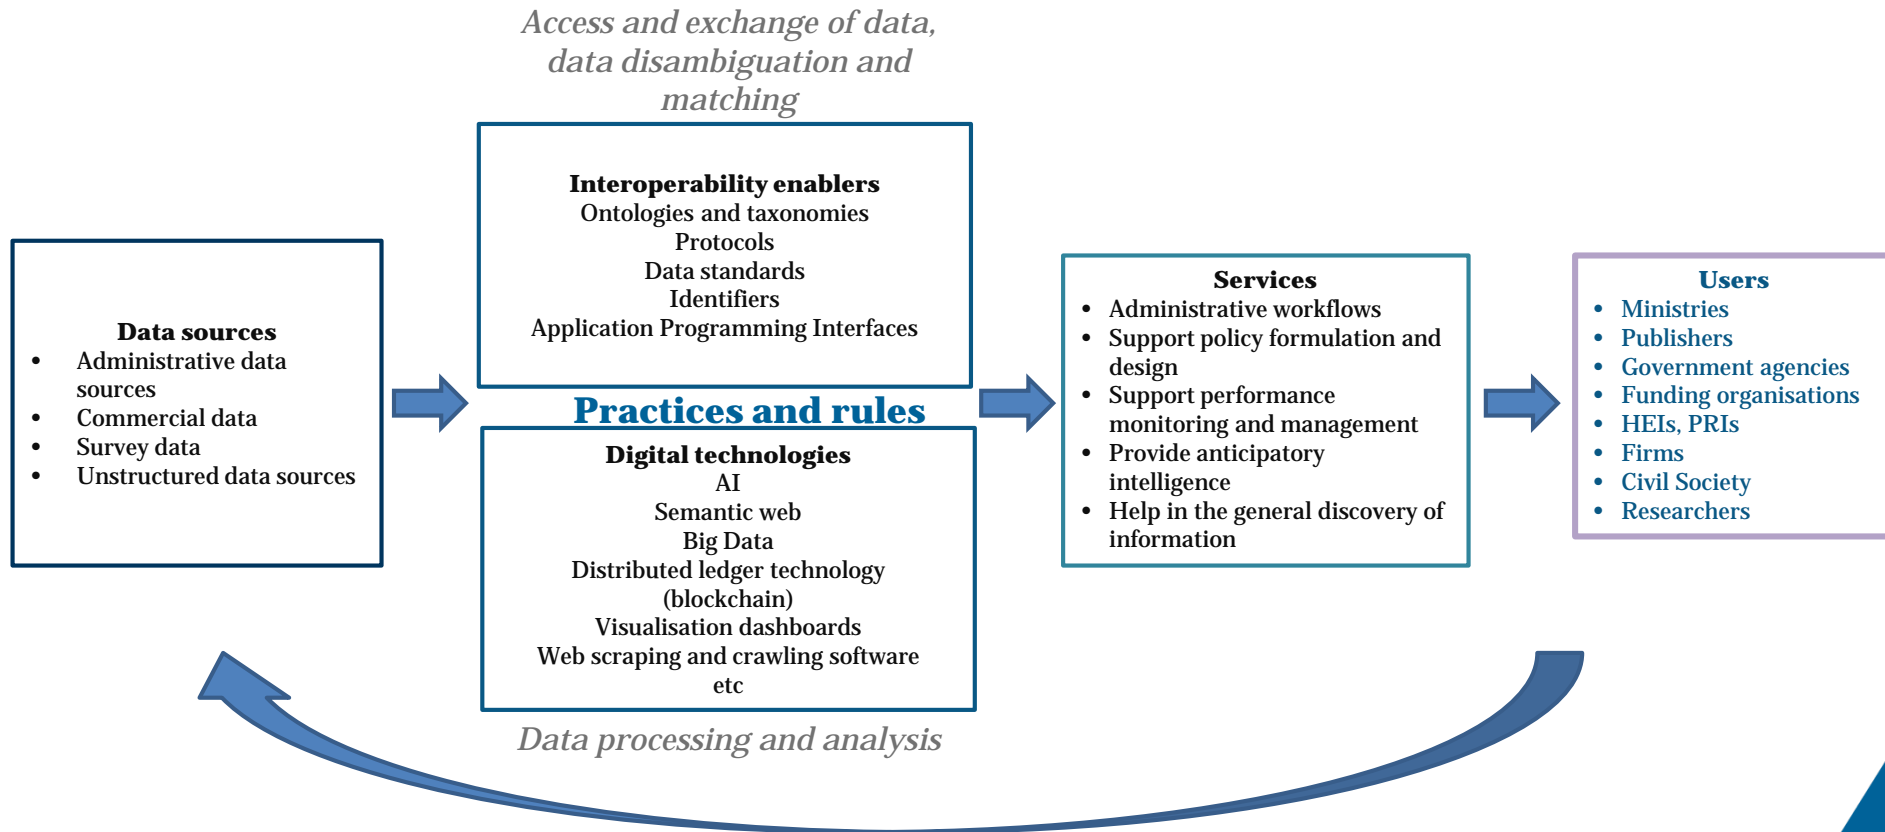 Access and exchange of data,
data disambiguation and
matching
Data sources
• Administrative data
sources
• Commercial data
• Survey data
• Unstructured data sources
Interoperability enablers
Ontologies and taxonomies
Protocols
Data standards
Identifiers
Application Programming Interfaces
Practices and rules
Digital technologies
AI
Semantic web
Big Data
Distributed ledger technology
(blockchain)
Visualisation dashboards
Web scraping and crawling software
etc
Data processing and analysis
Services
• Administrative workflows
• Support policy formulation and
design
• Support performance
monitoring and management
• Provide anticipatory
intelligence
• Help in the general discovery of
information
Users
• Ministries
• Publishers
• Government agencies
• Funding organisations
• HEIs, PRIs
• Firms
• Civil Society
• Researchers